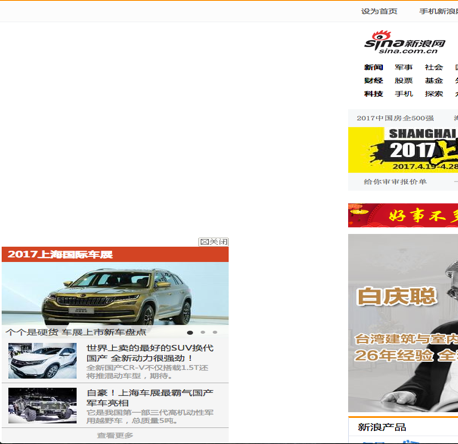 设为首页 手机新浪
sina新浪网
sina.com.cn
新闻 军事 社会
财经 股票 基金
科技 手机 探索
2017中国房企500强
SHANGHAI
2017上
2017.4.19-4.28
给你审审报价单
好事不
白庆聪
台湾建筑与室内
26年经验 全
新浪产品
关闭
2017上海国际车展
个个是硬货 车展上市新车盘点
世界上卖的最好的SUV换代
国产 全新动力很强劲！
全新国产CR-V不仅搭载1.5T还
将推混动车型，期待。
自豪！上海车展最霸气国产
军车亮相
它是我国第一部三代高机动性军
用越野车，总质量5吨。
查看更多